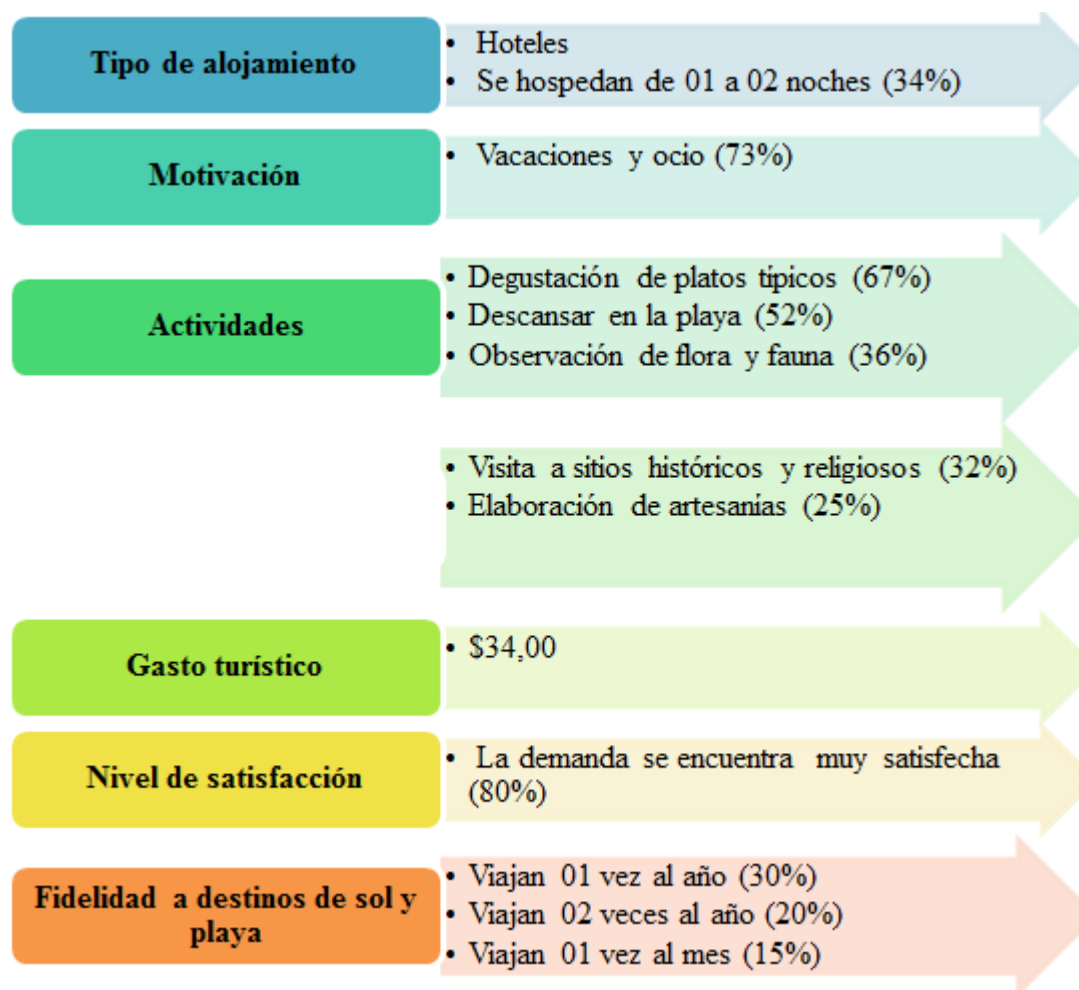 Tipo de alojamiento
• Hoteles
• Se hospedan de 01 a 02 noches (34%)
Motivación
• Vacaciones y ocio (73%)
Actividades
• Degustación de platos típicos (67%)
• Descansar en la playa (52%)
• Observación de flora y fauna (36%)
• Visita a sitios históricos y religiosos (32%)
• Elaboración de artesanías (25%)
Gasto turístico
• $34,00
Nivel de satisfacción
• La demanda se encuentra muy satisfecha
(80%)
Fidelidad a destinos de sol y
playa
• Viajan 01 vez al año (30%)
• Viajan 02 veces al año (20%)
• Viajan 01 vez al mes (15%)